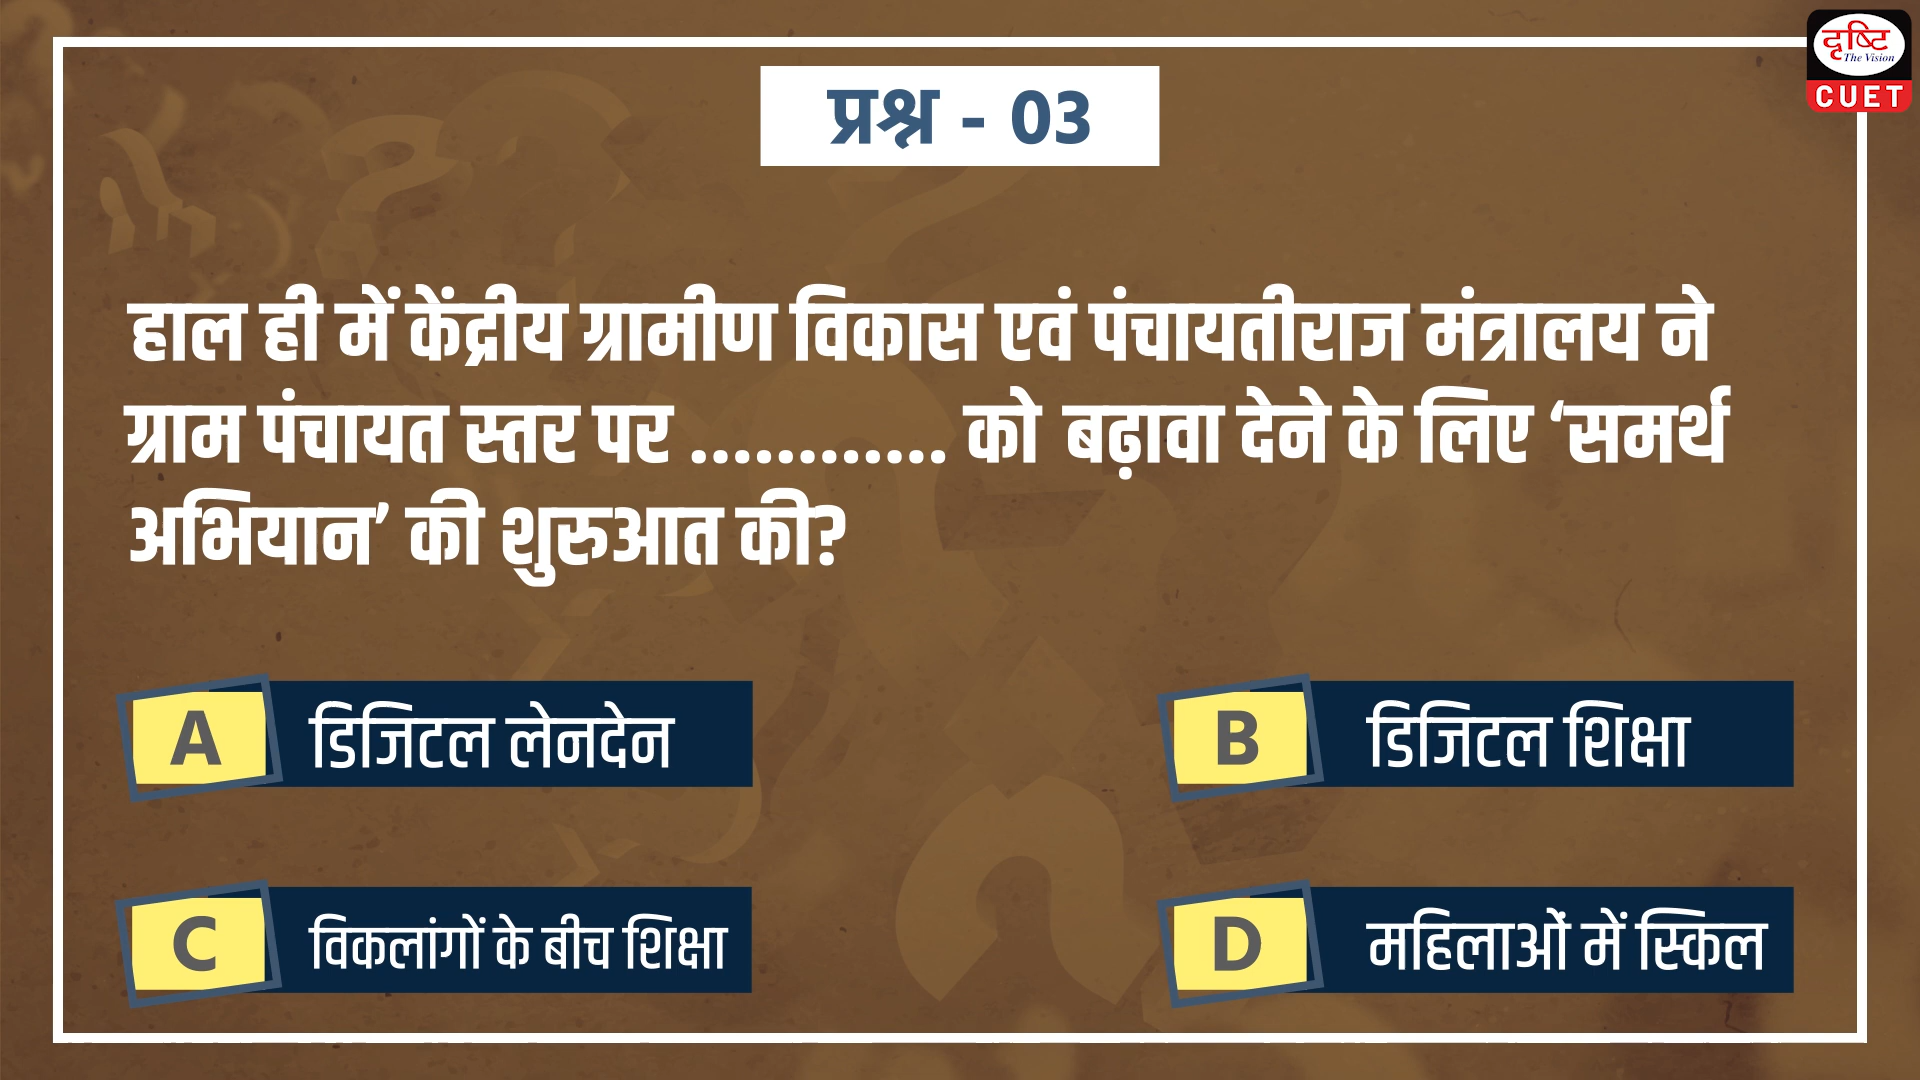 दृष्टि
The Vision
CUET
प्रश्न - 03
हाल ही में केंद्रीय ग्रामीण विकास एवं पंचायतीराज मंत्रालय ने
ग्राम पंचायत स्तर पर ............ को बढ़ावा देने के लिए ‘समर्थ
अभियान’ की शुरुआत की?
A डिजिटल लेनदेन
B डिजिटल शिक्षा
C विकलांगों के बीच शिक्षा
D महिलाओं में स्किल